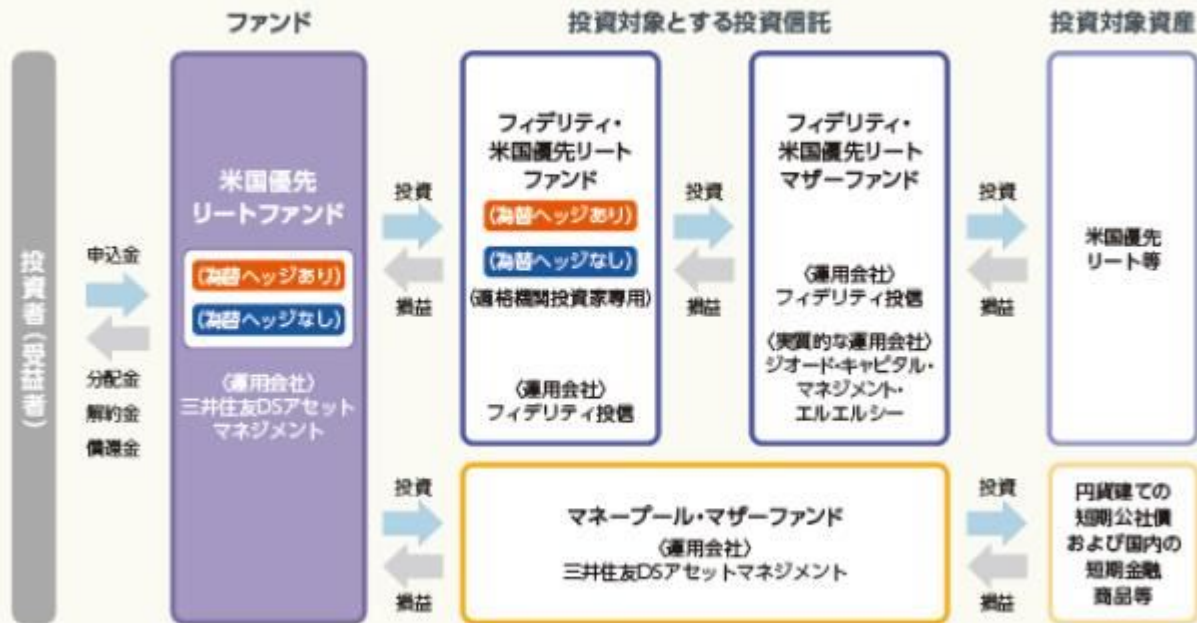 ファンド
投資対象とする投資信託
投資対象資産
投資者(受益者)
申込金
分配金
解約金
償還金
米国優先
リートファンド
(為替ヘッジあり)
(為替ヘッジなし)
〈運用会社〉
三井住友DSアセット
マネジメント
投資
損益
フィデリティ・
米国優先リート
ファンド
(為替ヘッジあり)
(為替ヘッジなし)
(適格機関投資家専用)
〈運用会社〉
フィデリティ投信
投資
損益
フィデリティ・
米国優先リート
マザーファンド
〈運用会社〉
フィデリティ投信
〈実質的な運用会社〉
ジオード・キャピタル・
マネジメント・
エルエルシー
投資
損益
米国優先
リート等
投資
損益
マネープール・マザーファンド
〈運用会社〉
三井住友DSアセットマネジメント
投資
損益
円貨建ての
短期公社債
および国内の
短期金融
商品等